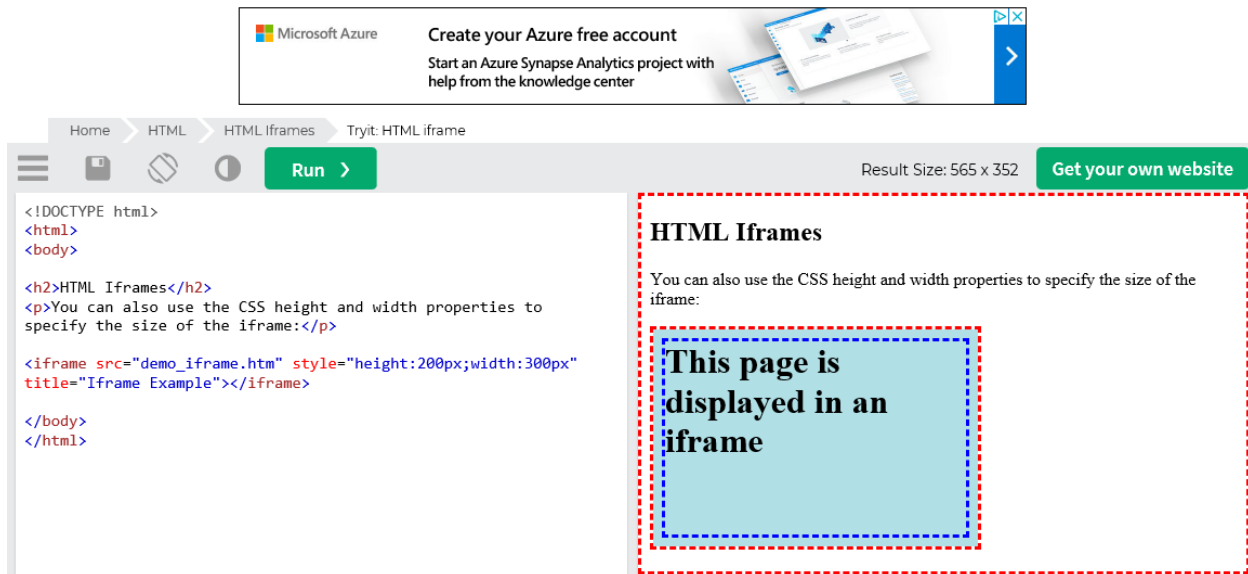 Microsoft Azure
Create your Azure free account
Start an Azure Synapse Analytics project with
help from the knowledge center
Home
HTML
HTML Iframes
Tryit: HTML iframe
Run ❯
Result Size: 565 x 352
Get your own website
<!DOCTYPE html>
<html>
<body>
<h2>HTML Iframes</h2>
<p>You can also use the CSS height and width properties to
specify the size of the iframe:</p>
<iframe src="demo_iframe.htm" style="height:200px;width:300px"
title="Iframe Example"></iframe>
</body>
</html>
HTML Iframes
You can also use the CSS height and width properties to specify the size of the
iframe:
This page is
displayed in an
iframe